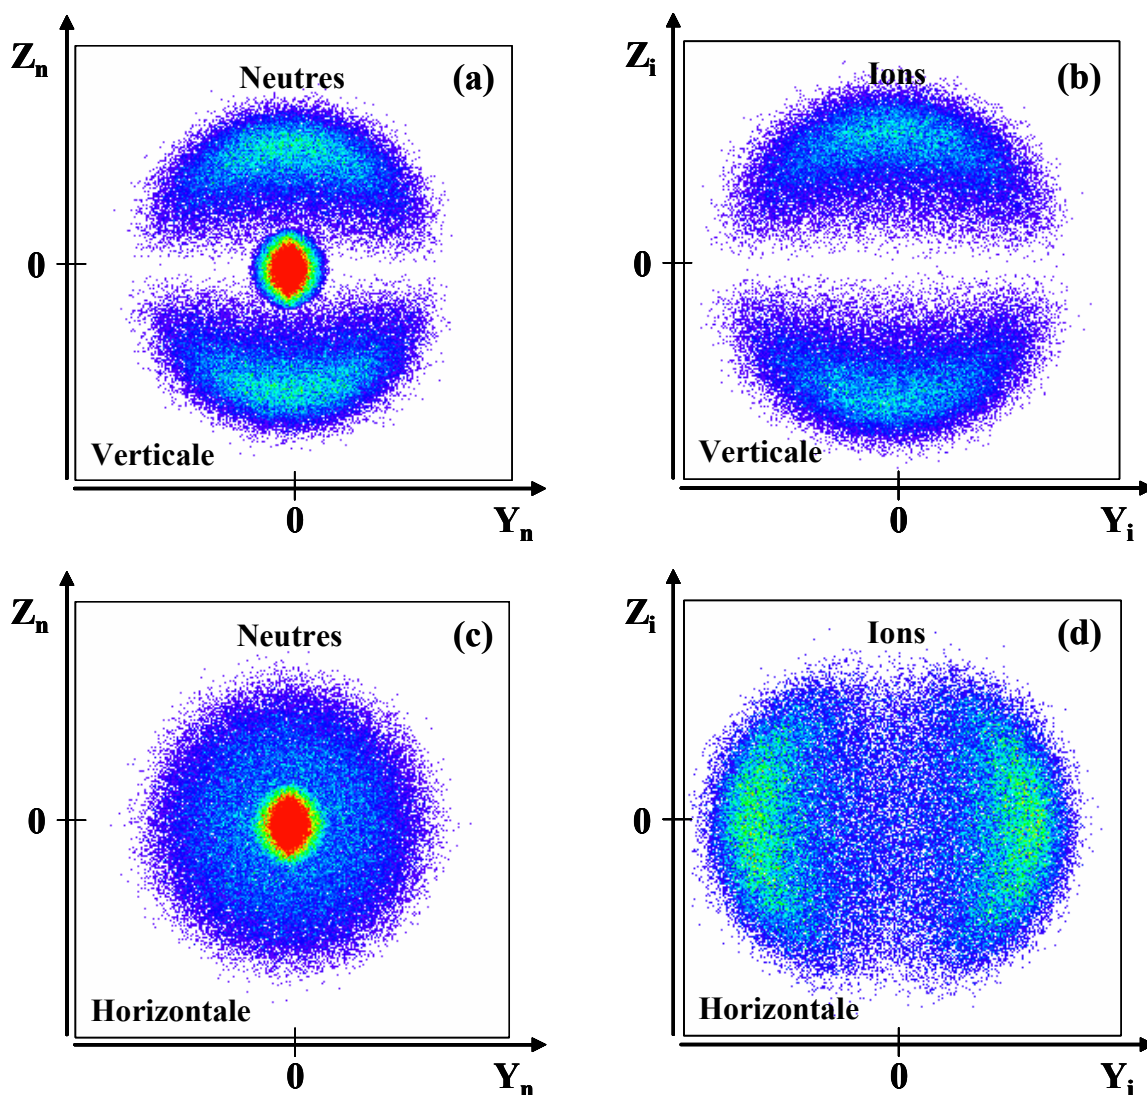 Zn
Neutres
(a)
0
Verticale
0
Yn
Zi
Ions
(b)
0
Verticale
0
Yi
Zn
Neutres
(c)
0
Horizontale
0
Yn
Zi
Ions
(d)
0
Horizontale
0
Yi